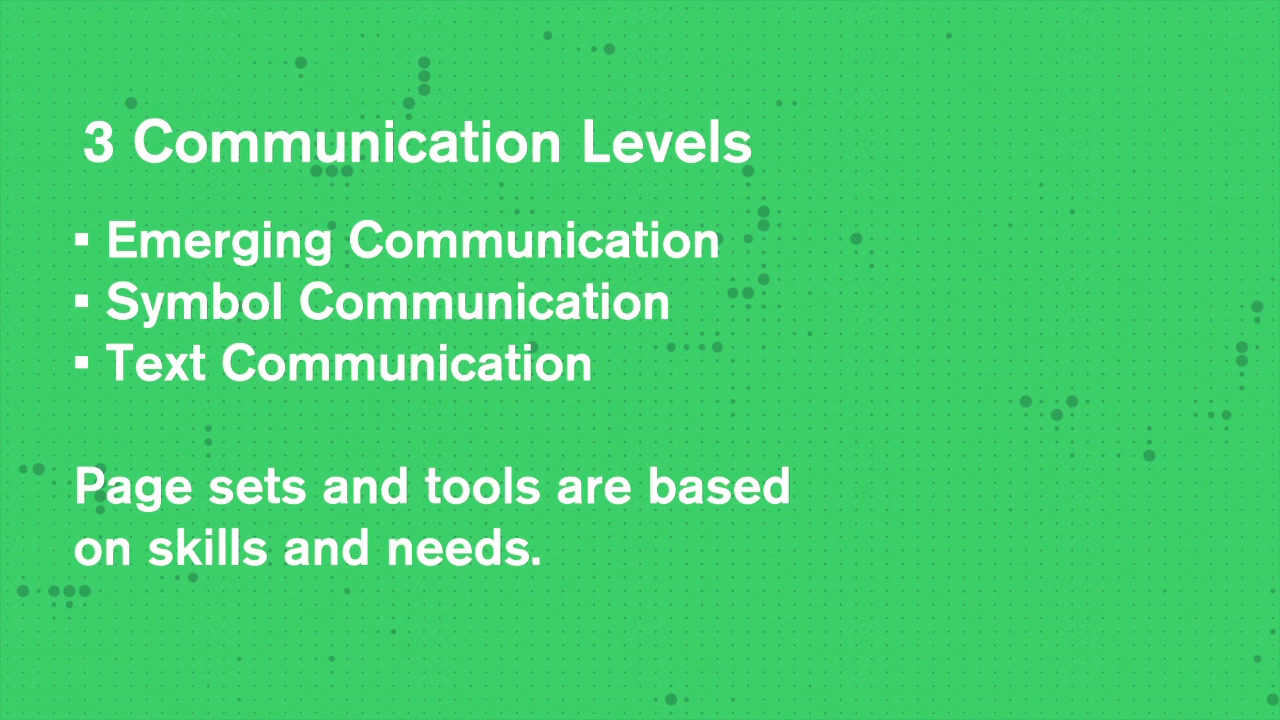 3 Communication Levels
▪ Emerging Communication
▪ Symbol Communication
▪ Text Communication
Page sets and tools are based
on skills and needs.